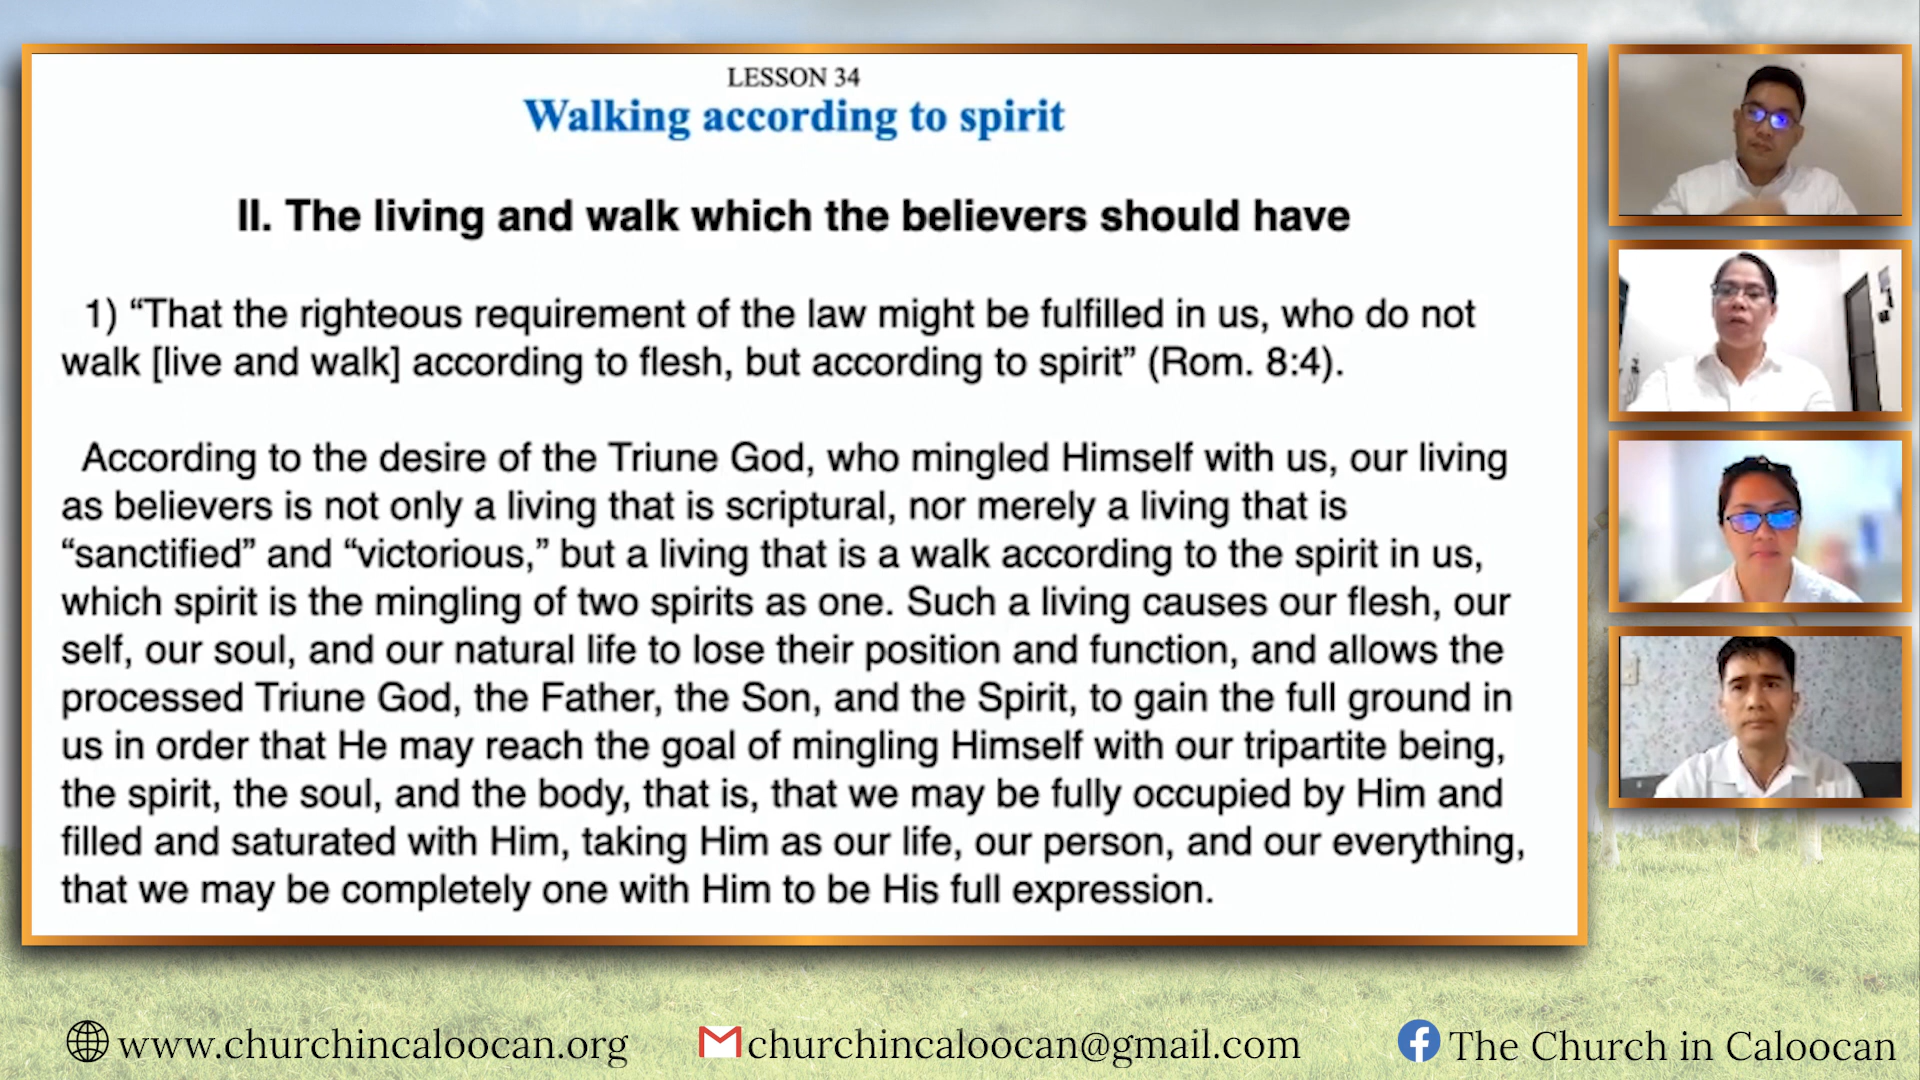 LESSON 34
Walking according to spirit
II. The living and walk which the believers should have
1) “That the righteous requirement of the law might be fulfilled in us, who do not
walk [live and walk] according to flesh, but according to spirit” (Rom. 8:4).
According to the desire of the Triune God, who mingled Himself with us, our living
as believers is not only a living that is scriptural, nor merely a living that is
“sanctified” and “victorious,” but a living that is a walk according to the spirit in us,
which spirit is the mingling of two spirits as one. Such a living causes our flesh, our
self, our soul, and our natural life to lose their position and function, and allows the
processed Triune God, the Father, the Son, and the Spirit, to gain the full ground in
us in order that He may reach the goal of mingling Himself with our tripartite being,
the spirit, the soul, and the body, that is, that we may be fully occupied by Him and
filled and saturated with Him, taking Him as our life, our person, and our everything,
that we may be completely one with Him to be His full expression.
www.churchincaloocan.org
churchincaloocan@gmail.com
The Church in Caloocan